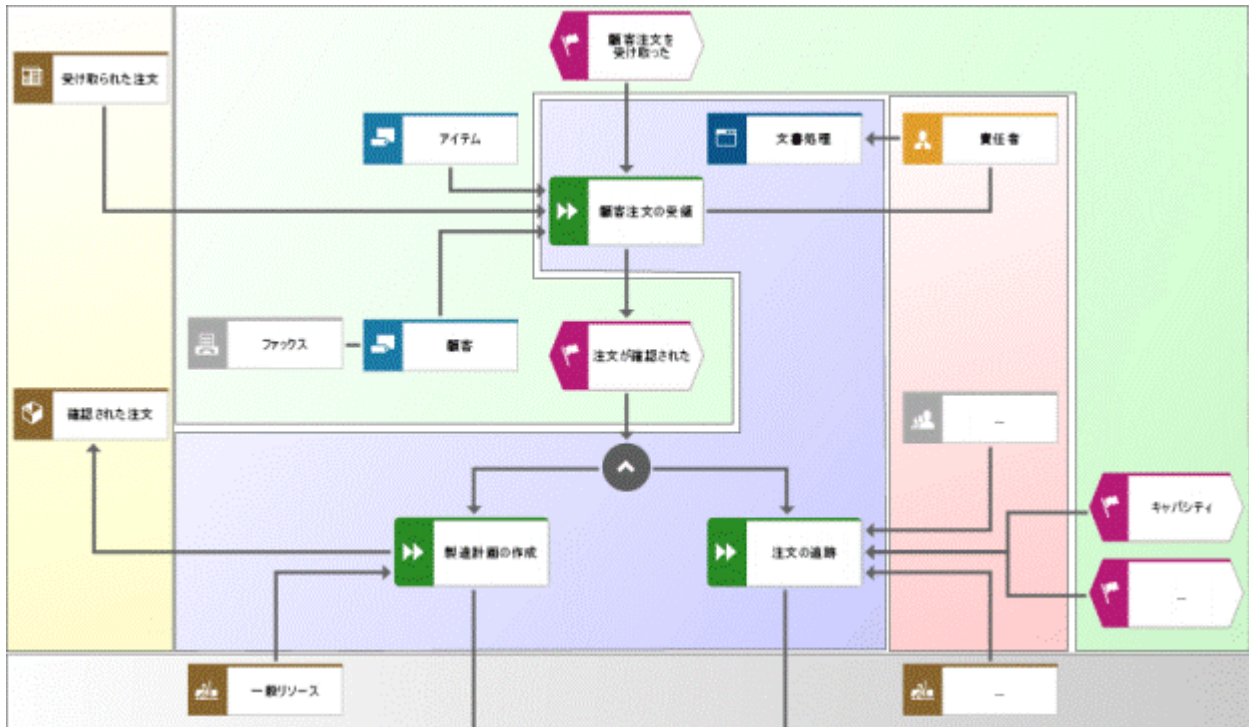 顧客注文を
受け取った
受け取られた注文
アイテム
文書処理
責任者
顧客注文の受領
ファックス
顧客
注文が確認された
確認された注文
...
キャパシティ
製造計画の作成
注文の追跡
...
一般リソース
...